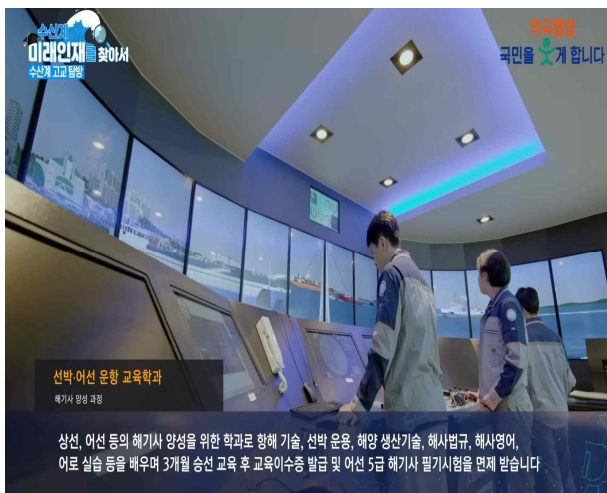 수산계
미래인재를 찾아서
수산계 고교 탐방
적극행정
국민을 웃게 합니다
선박·어선 운항 교육학과
해기사 양성 과정
상선, 어선 등의 해기사 양성을 위한 학과로 항해 기술, 선박 운용, 해양 생산기술, 해사법규, 해사영어,
어로 실습 등을 배우며 3개월 승선 교육 후 교육이수증 발급 및 어선 5급 해기사 필기시험을 면제 받습니다